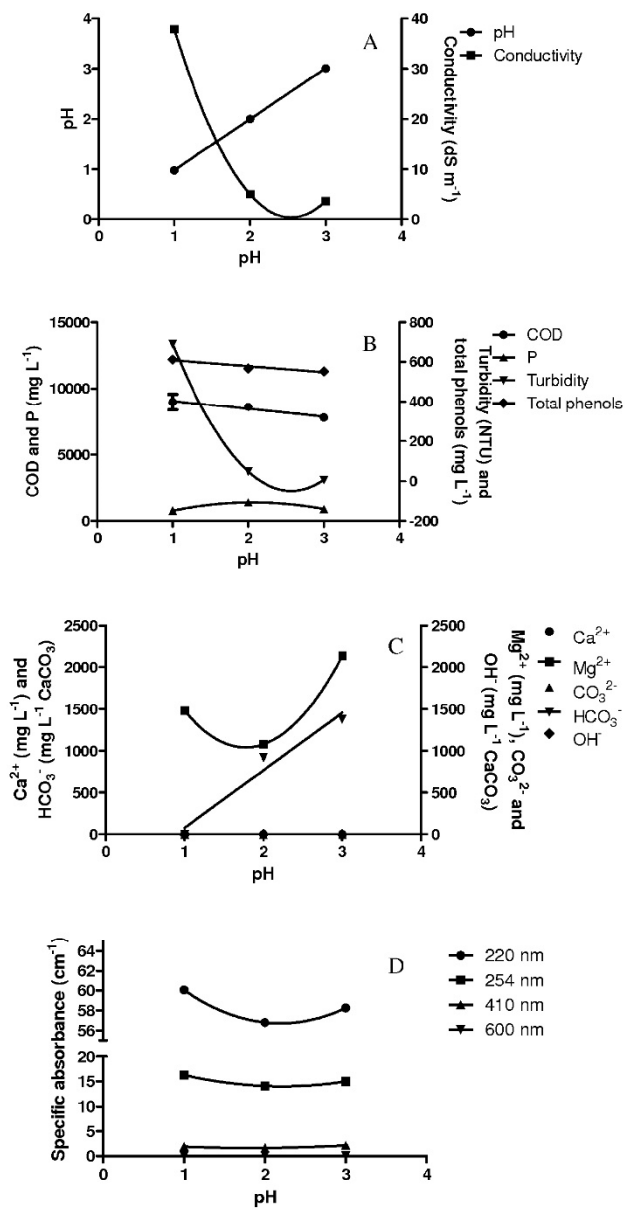 A
pH
Conductivity
pH
4
3
2
1
0
40
30
20
10
0
Conductivity
(dS m⁻¹)
0 1 2 3 4
pH
B
COD
P
Turbidity
Total phenols
COD and P (mg L⁻¹)
15000
10000
5000
0
800
600
400
200
0
-200
Turbidity (NTU) and
total phenols (mg L⁻¹)
0 1 2 3 4
pH
C
Ca²⁺
Mg²⁺
CO₃²⁻
HCO₃⁻
OH⁻
Ca²⁺ (mg L⁻¹) and
HCO₃⁻ (mg L⁻¹ CaCO₃)
2500
2000
1500
1000
500
0
2500
2000
1500
1000
500
0
Mg²⁺ (mg L⁻¹), CO₃²⁻ and
OH⁻ (mg L⁻¹ CaCO₃)
0 1 2 3 4
pH
D
220 nm
254 nm
410 nm
600 nm
Specific absorbance (cm⁻¹)
64
62
60
58
56
20
15
10
5
0
0 1 2 3 4
pH